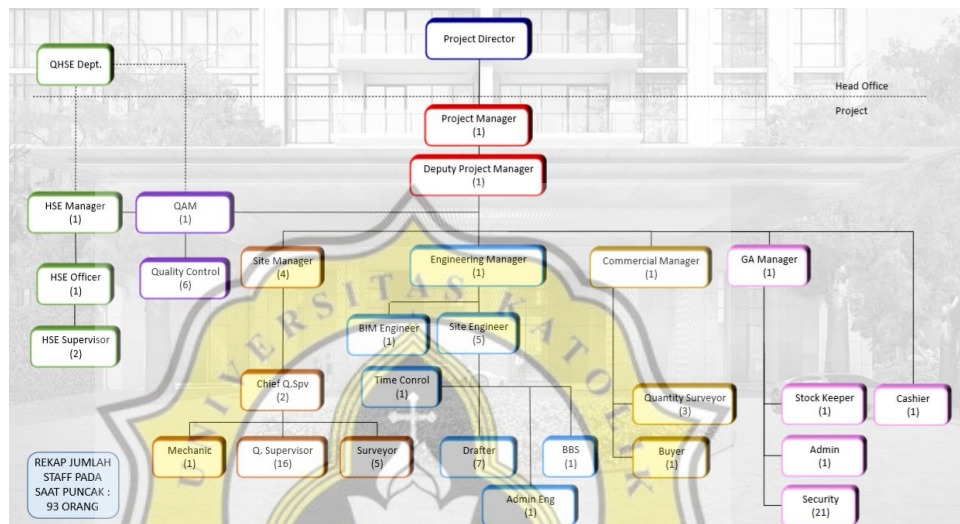 Project Director
QHSE Dept.
Head Office
Project
Project Manager
(1)
Deputy Project Manager
(1)
HSE Manager
(1)
QAM
(1)
HSE Officer
(1)
Quality Control
(6)
Site Manager
(4)
Engineering Manager
(1)
Commercial Manager
(1)
GA Manager
(1)
HSE Supervisor
(2)
BIM Engineer
(1)
Site Engineer
(5)
Chief Q.Spv
(2)
Time Conrol
(1)
Quantity Surveyor
(3)
Stock Keeper
(1)
Cashier
(1)
Mechanic
(1)
Q. Supervisor
(16)
Surveyor
(5)
Drafter
(7)
BBS
(1)
Buyer
(1)
Admin
(1)
Admin Eng
(1)
Security
(21)
REKAP JUMLAH
STAFF PADA
SAAT PUNCAK :
93 ORANG
UNIVERSITAS KATOLIK